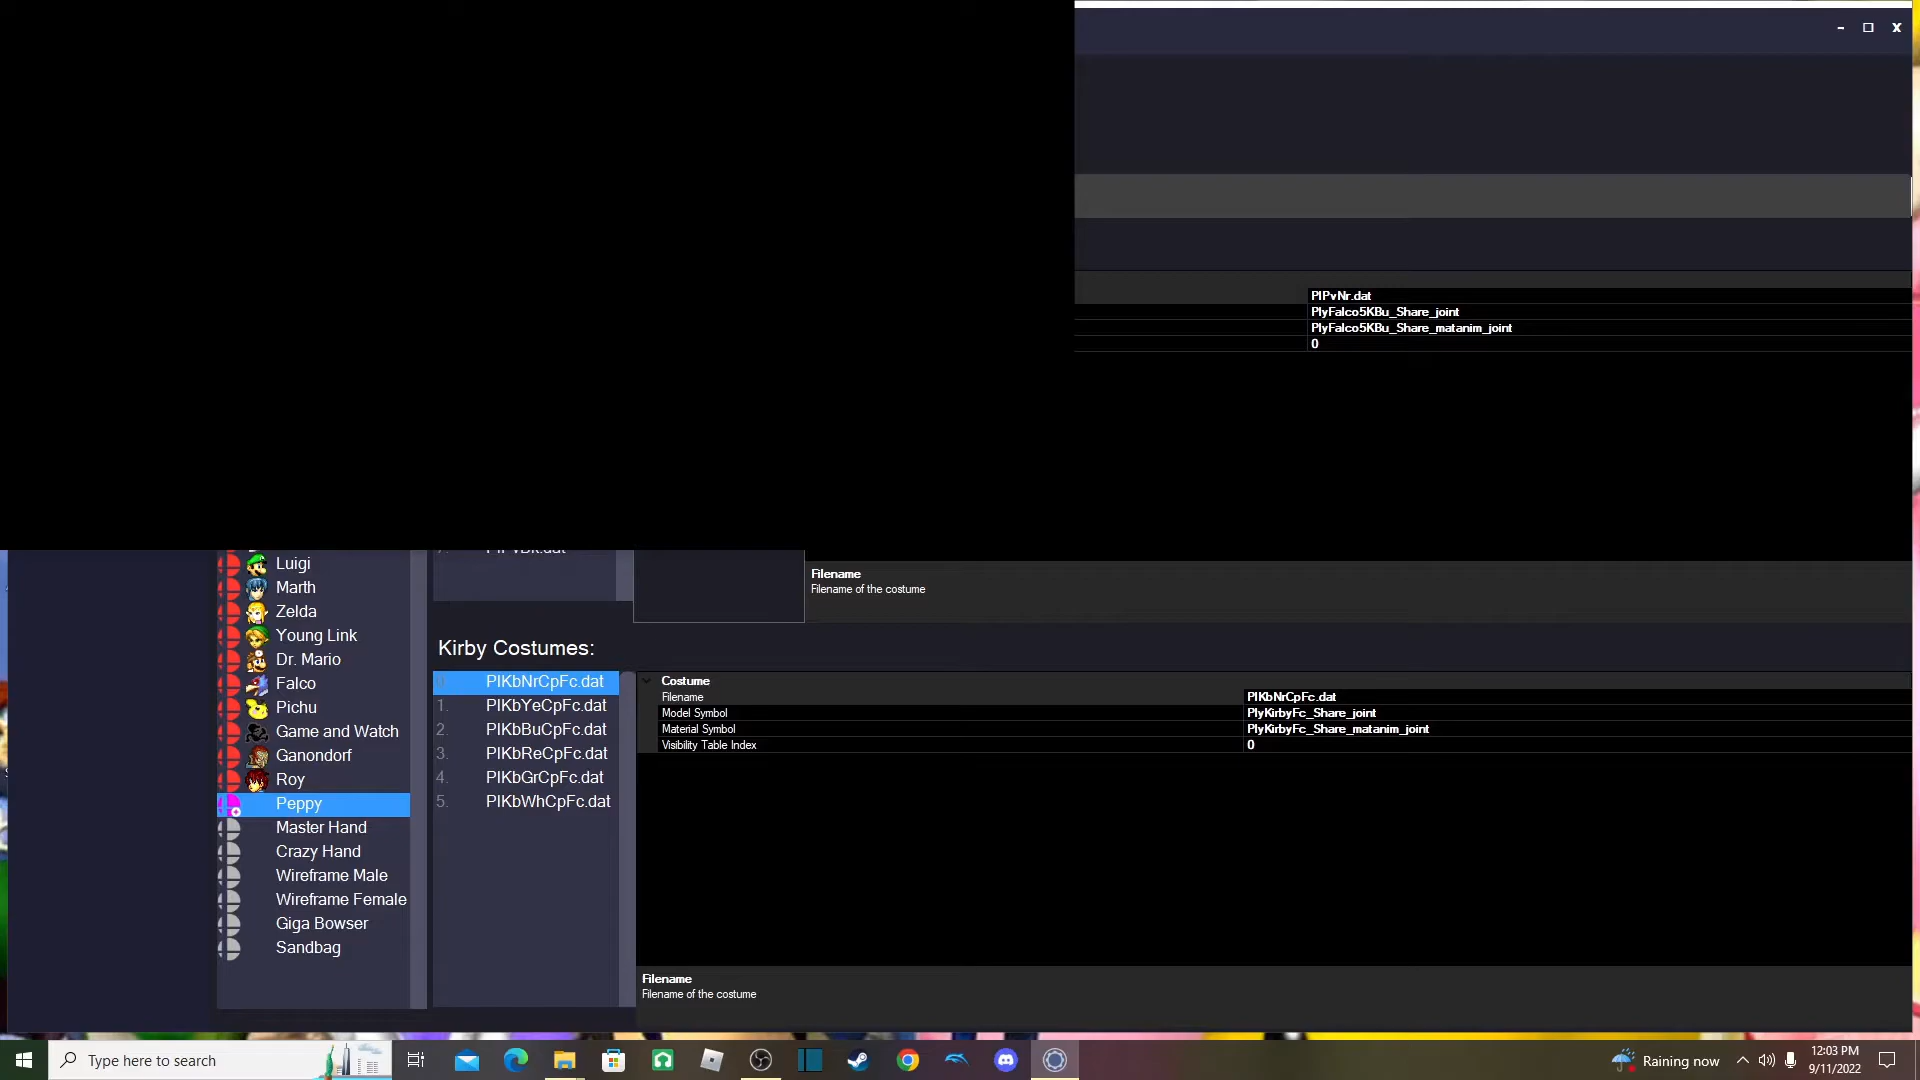 - □ X
PlPvNr.dat
PlyFalco5KBu_Share_joint
PlyFalco5KBu_Share_matanim_joint
0
Luigi
Marth
Zelda
Young Link
Dr. Mario
Falco
Pichu
Game and Watch
Ganondorf
Roy
Peppy
Master Hand
Crazy Hand
Wireframe Male
Wireframe Female
Giga Bowser
Sandbag
Filename
Filename of the costume
Kirby Costumes:
0. PlKbNrCpFc.dat
1. PlKbYeCpFc.dat
2. PlKbBuCpFc.dat
3. PlKbReCpFc.dat
4. PlKbGrCpFc.dat
5. PlKbWhCpFc.dat
Costume
Filename PlKbNrCpFc.dat
Model Symbol PlyKirbyFc_Share_joint
Material Symbol PlyKirbyFc_Share_matanim_joint
Visibility Table Index 0
Filename
Filename of the costume
Type here to search
Raining now
12:03 PM
9/11/2022